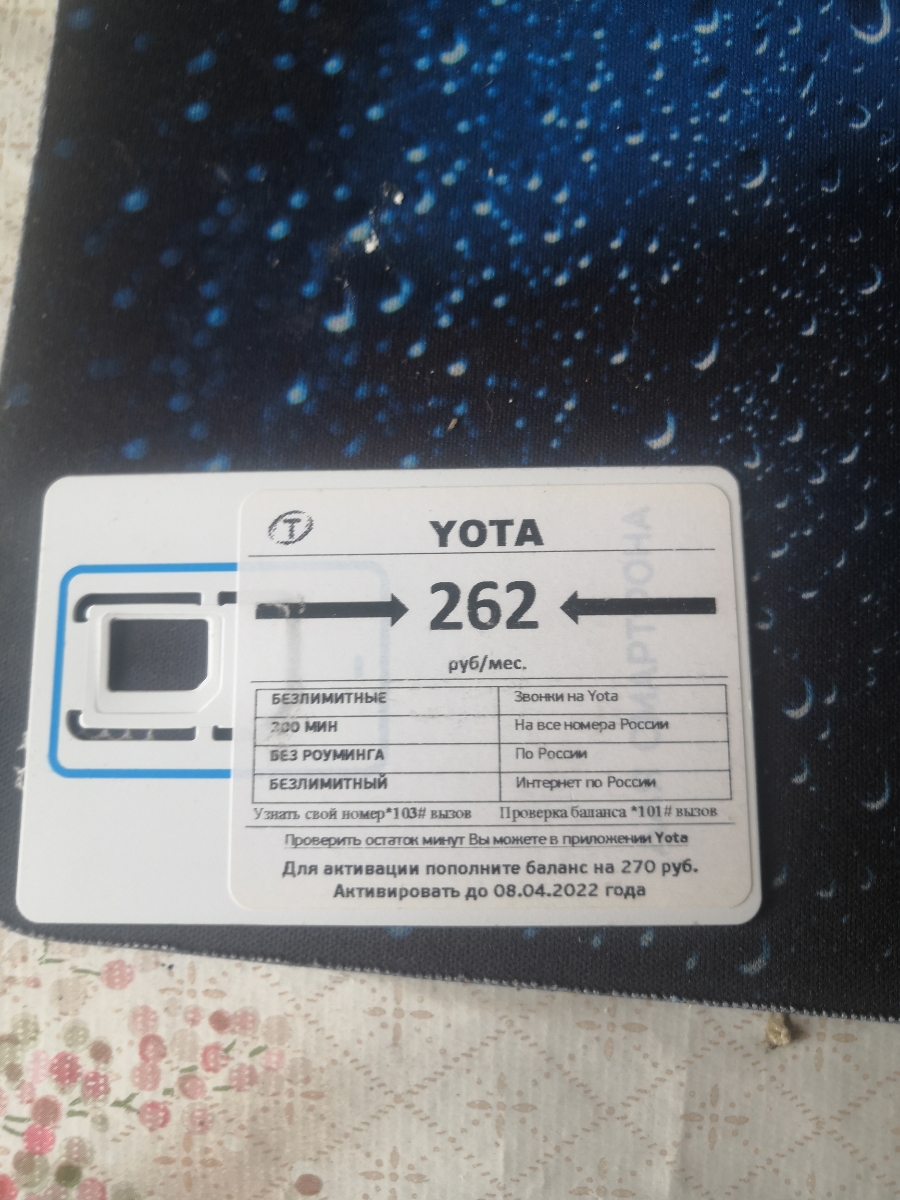 T
YOTA
262
руб/мес.
БЕЗЛИМИТНЫЕ Звонки на Yota
200 МИН На все номера России
БЕЗ РОУМИНГА По России
БЕЗЛИМИТНЫЙ Интернет по России
Узнать свой номер*103# вызов Проверка баланса *101# вызов
Проверить остаток минут Вы можете в приложении Yota
Для активации пополните баланс на 270 руб.
Активировать до 08.04.2022 года